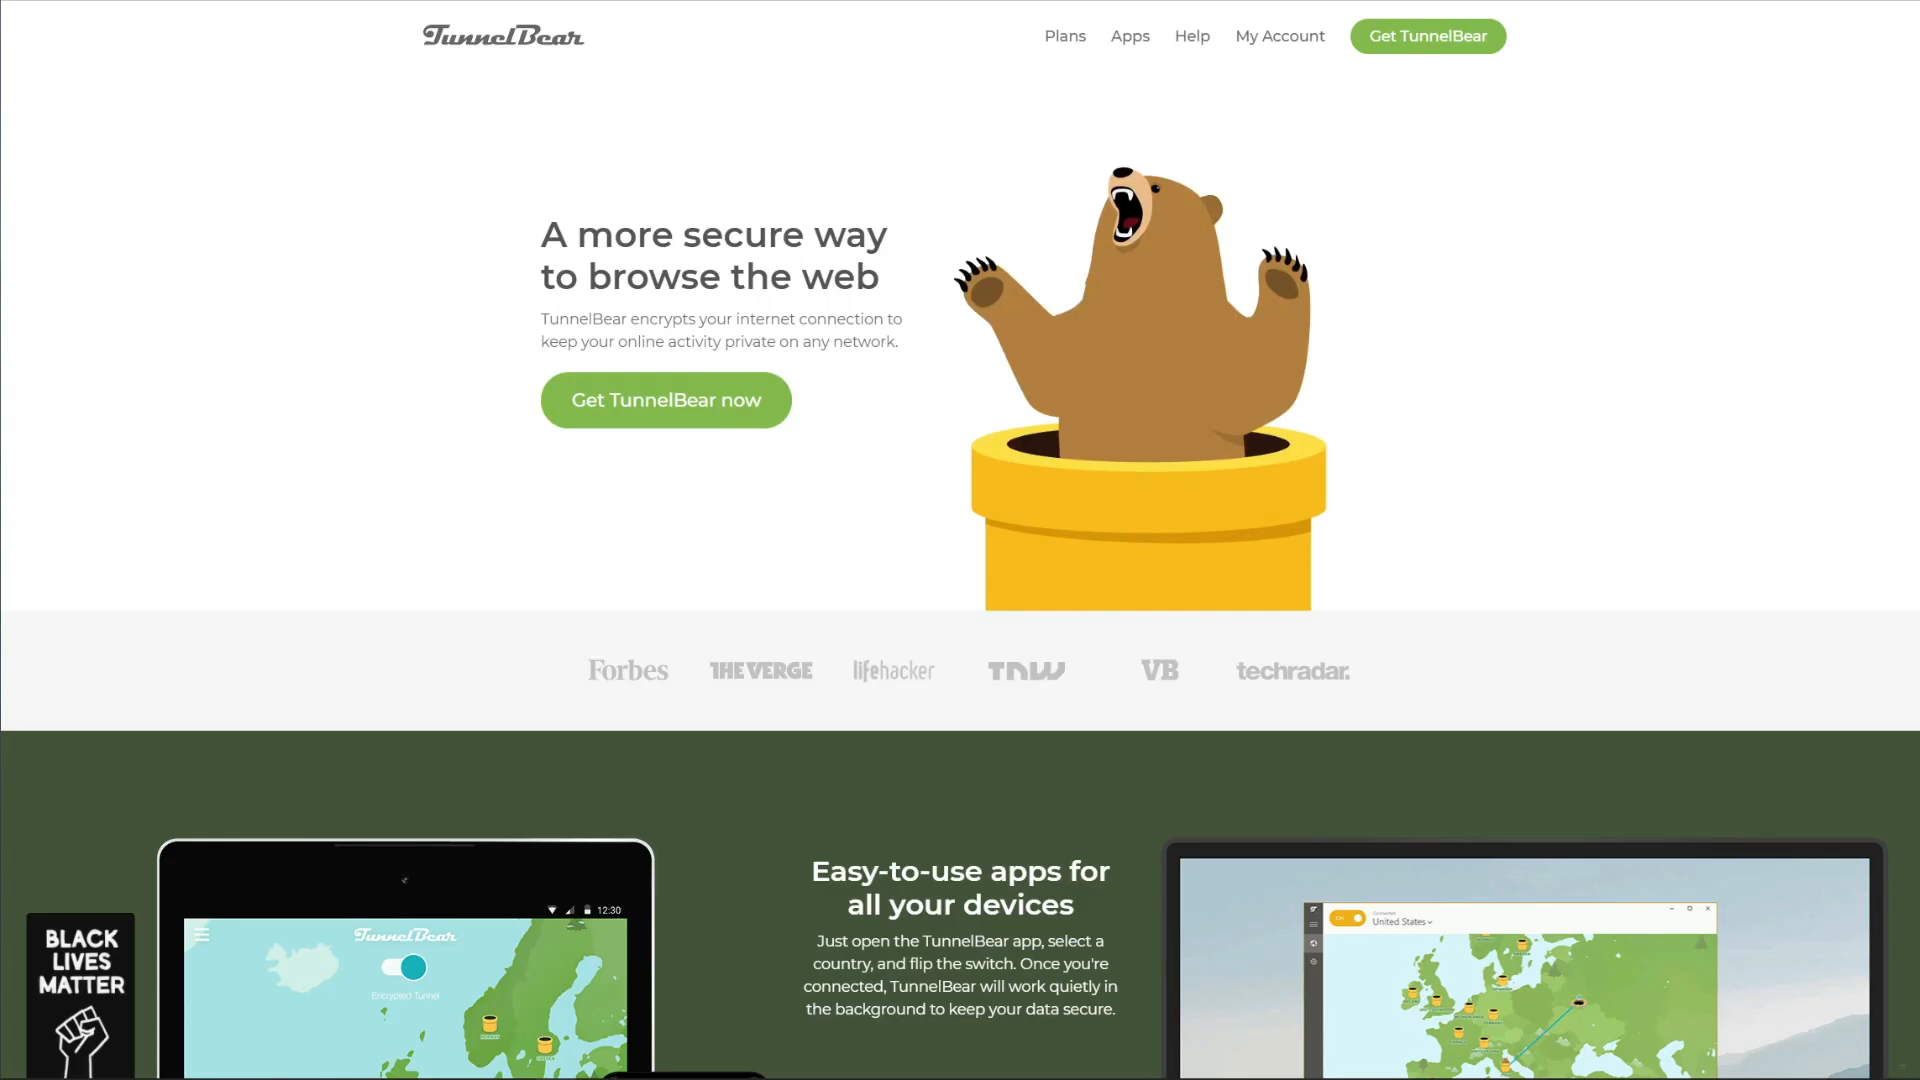 TunnelBear
Plans
Apps
Help
My Account
Get TunnelBear
A more secure way
to browse the web
TunnelBear encrypts your internet connection to
keep your online activity private on any network.
Get TunnelBear now
Forbes
THE VERGE
lifehacker
TNW
VB
techradar.
BLACK
LIVES
MATTER
12:30
TunnelBear
Encrypted Tunnel
Easy-to-use apps for
all your devices
Just open the TunnelBear app, select a
country, and flip the switch. Once you're
connected, TunnelBear will work quietly in
the background to keep your data secure.
On
Connected
United States